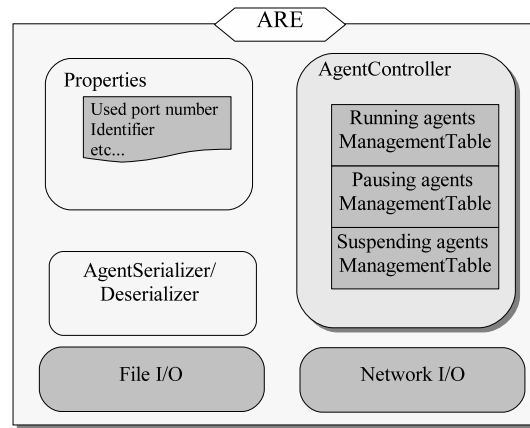 ARE
Properties
Used port number
Identifier
etc...
AgentController
Running agents
ManagementTable
Pausing agents
ManagementTable
Suspending agents
ManagementTable
AgentSerializer/
Deserializer
File I/O
Network I/O